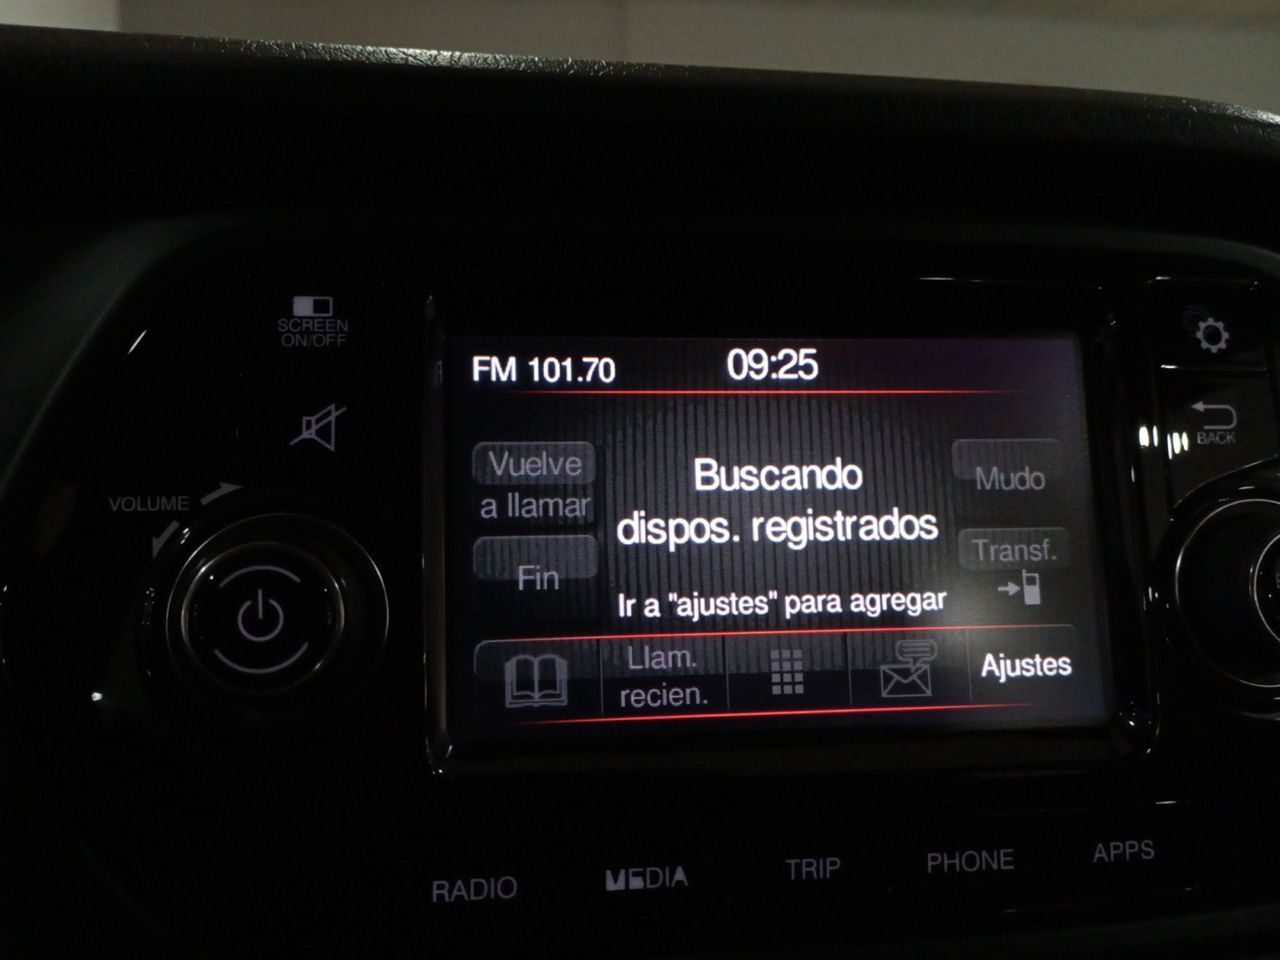 SCREEN
ON/OFF
VOLUME
FM 101.70
09:25
Vuelve
a llamar
Fin
Buscando
dispos. registrados
Ir a "ajustes" para agregar
Mudo
Transf.
Llam.
recien.
Ajustes
BACK
RADIO
MEDIA
TRIP
PHONE
APPS